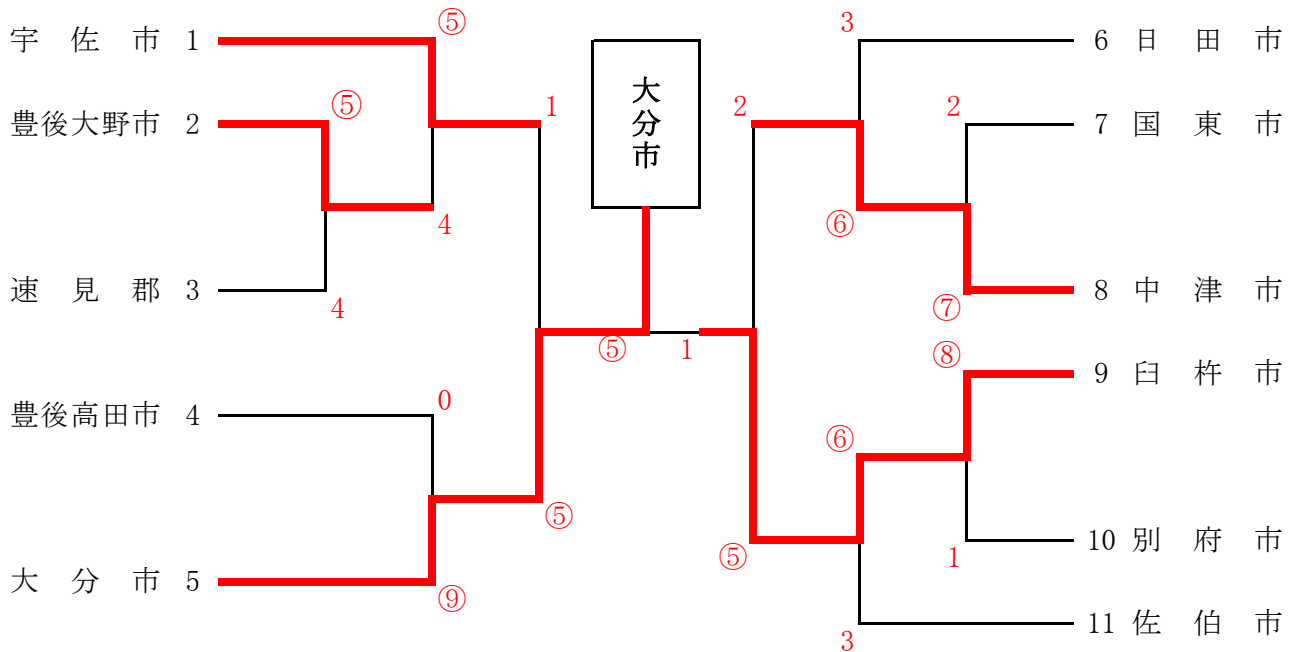 宇佐市 1
⑤
豊後大野市 2
⑤
1
4
速見郡 3
4
豊後高田市 4
0
⑤
大分市 5
⑨
大分市
⑤
1
3
6 日田市
2
2
7 国東市
⑥
8 中津市
⑦
⑧
9 臼杵市
⑥
⑤
10 別府市
1
11 佐伯市
3